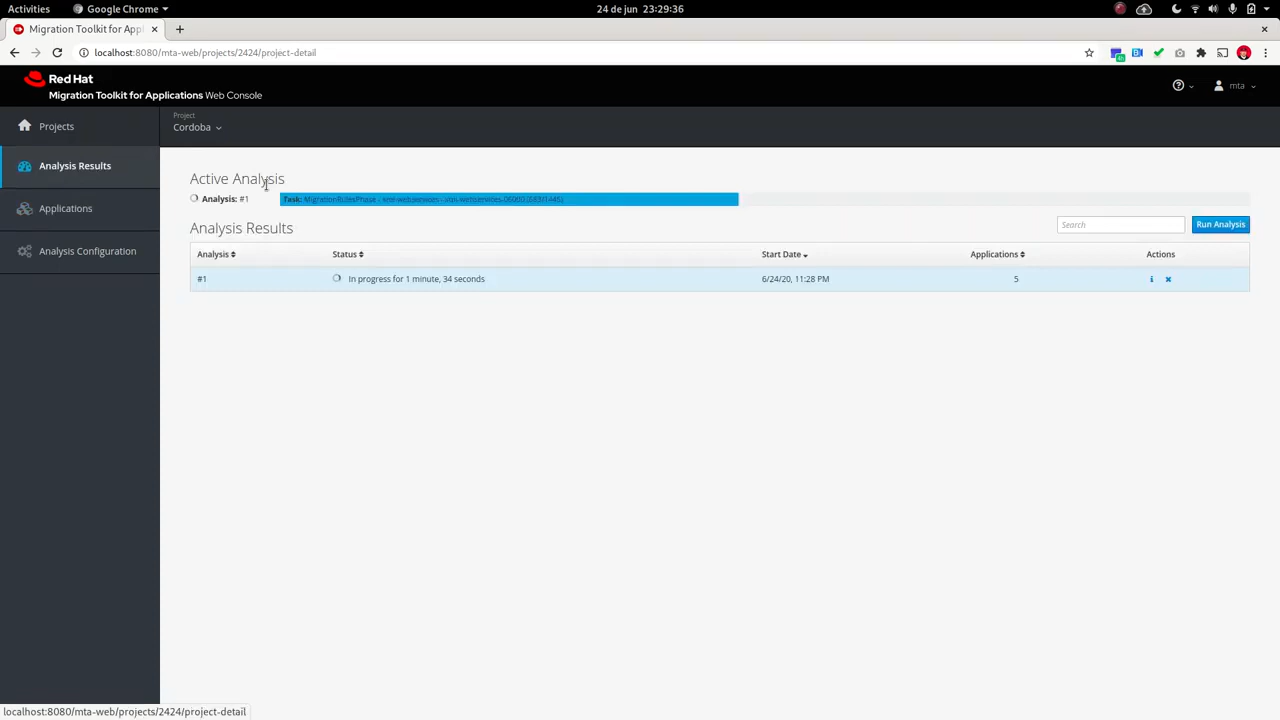 Activities Google Chrome 24 de jun 23:29:36
Migration Toolkit for Appl
localhost:8080/mta-web/projects/2424/project-detail
Red Hat
Migration Toolkit for Applications Web Console
mta
Project
Cordoba
Projects
Analysis Results
Applications
Analysis Configuration
Active Analysis
Analysis: #1 Task: MigrationRulesPhase -
Analysis Results Search Run Analysis
Analysis Status Start Date Applications Actions
#1 In progress for 1 minute, 34 seconds 6/24/20, 11:28 PM 5
localhost:8080/mta-web/projects/2424/project-detail